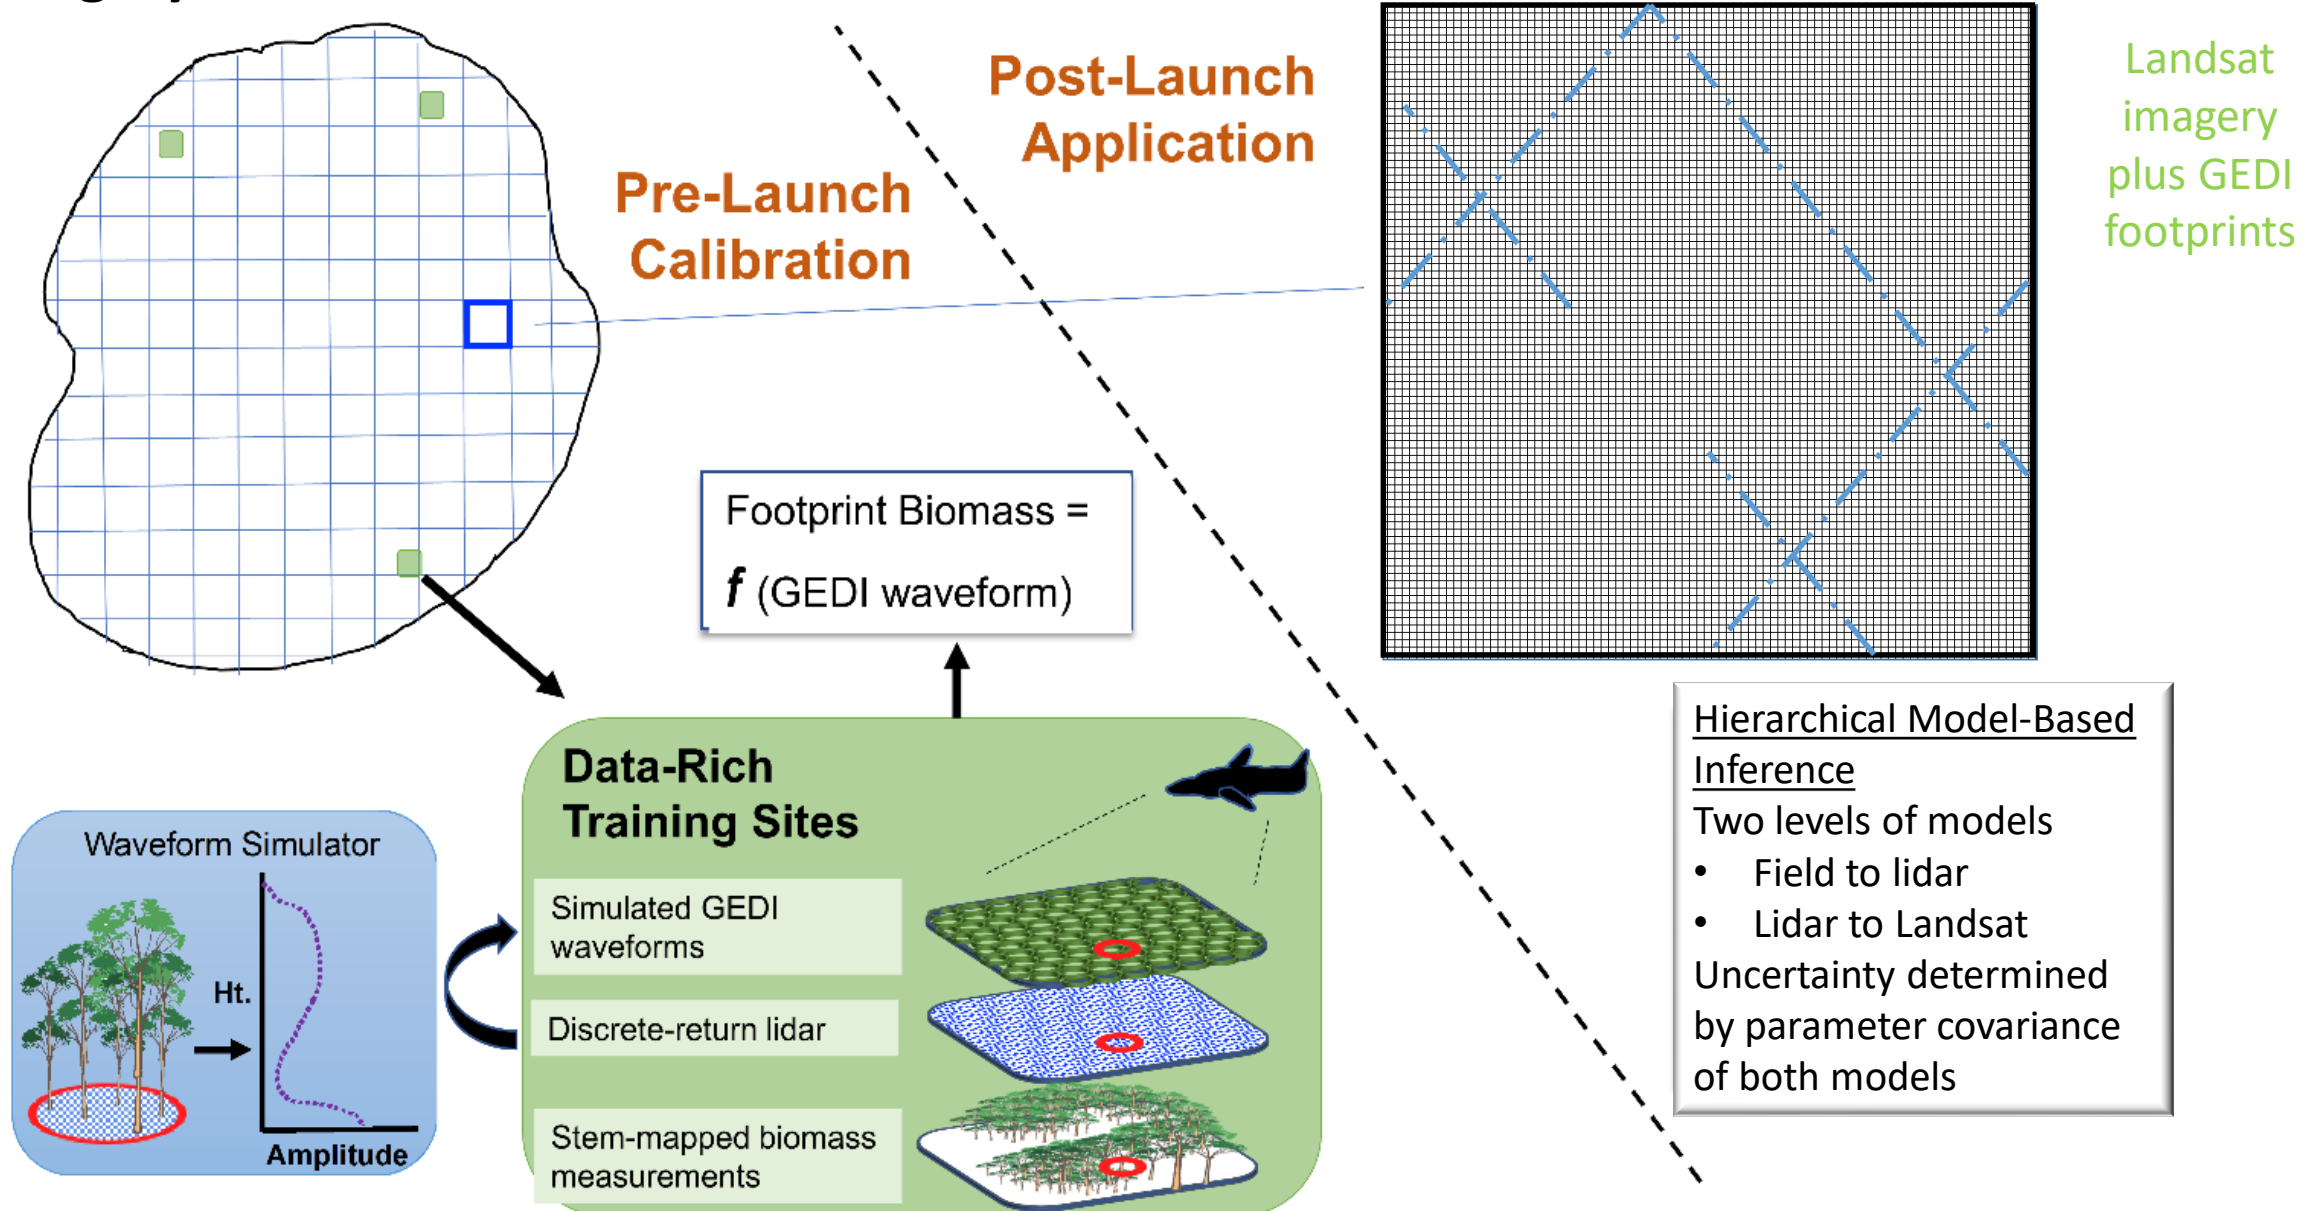 Post-Launch
Application
Landsat
imagery
plus GEDI
footprints
Pre-Launch
Calibration
Footprint Biomass =
f (GEDI waveform)
Hierarchical Model-Based
Inference
Two levels of models
• Field to lidar
• Lidar to Landsat
Uncertainty determined
by parameter covariance
of both models
Data-Rich
Training Sites
Simulated GEDI
waveforms
Discrete-return lidar
Stem-mapped biomass
measurements
Waveform Simulator
Ht.
Amplitude